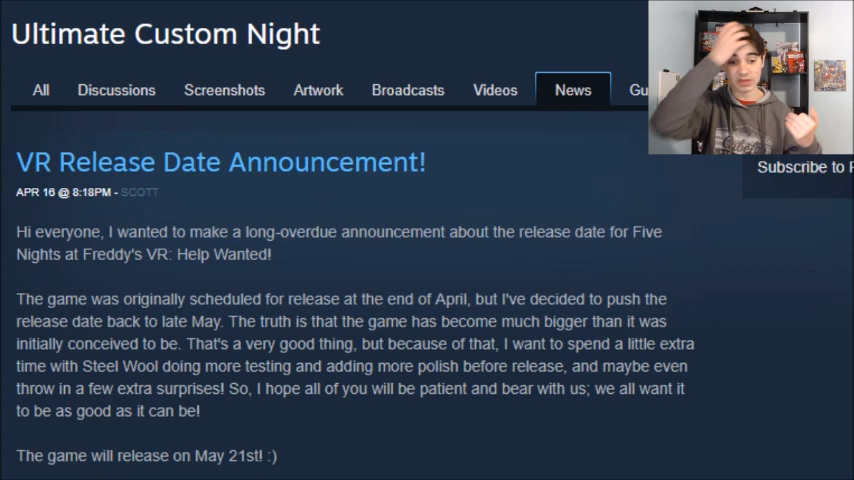 Ultimate Custom Night
All Discussions Screenshots Artwork Broadcasts Videos News Gu
VR Release Date Announcement!
APR 16 @ 8:18PM - SCOTT
Subscribe to
Hi everyone, I wanted to make a long-overdue announcement about the release date for Five
Nights at Freddy's VR: Help Wanted!
The game was originally scheduled for release at the end of April, but I've decided to push the
release date back to late May. The truth is that the game has become much bigger than it was
initially conceived to be. That's a very good thing, but because of that, I want to spend a little extra
time with Steel Wool doing more testing and adding more polish before release, and maybe even
throw in a few extra surprises! So, I hope all of you will be patient and bear with us; we all want it
to be as good as it can be!
The game will release on May 21st! :)